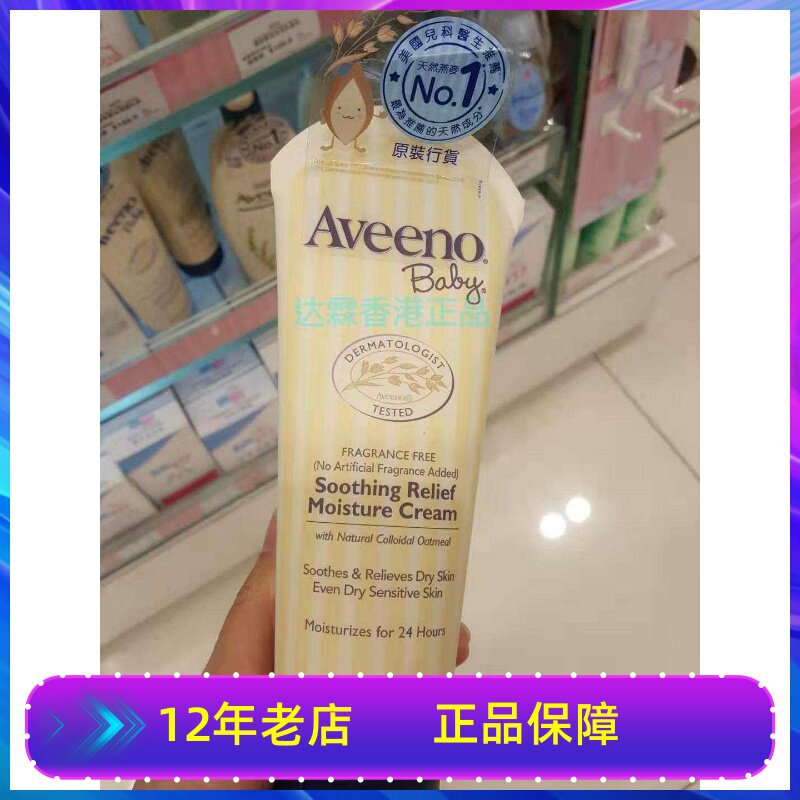 美國兒科醫生推薦
天然燕麥
No.1
最為推薦的天然成分*
原裝行貨
Aveeno®
Baby®
达霖香港正品
DERMATOLOGIST
Aveeno®
TESTED
FRAGRANCE FREE
(No Artificial Fragrance Added)
Soothing Relief
Moisture Cream
with Natural Colloidal Oatmeal
Soothes & Relieves Dry Skin
Even Dry Sensitive Skin
Moisturizes for 24 Hours
12年老店 正品保障